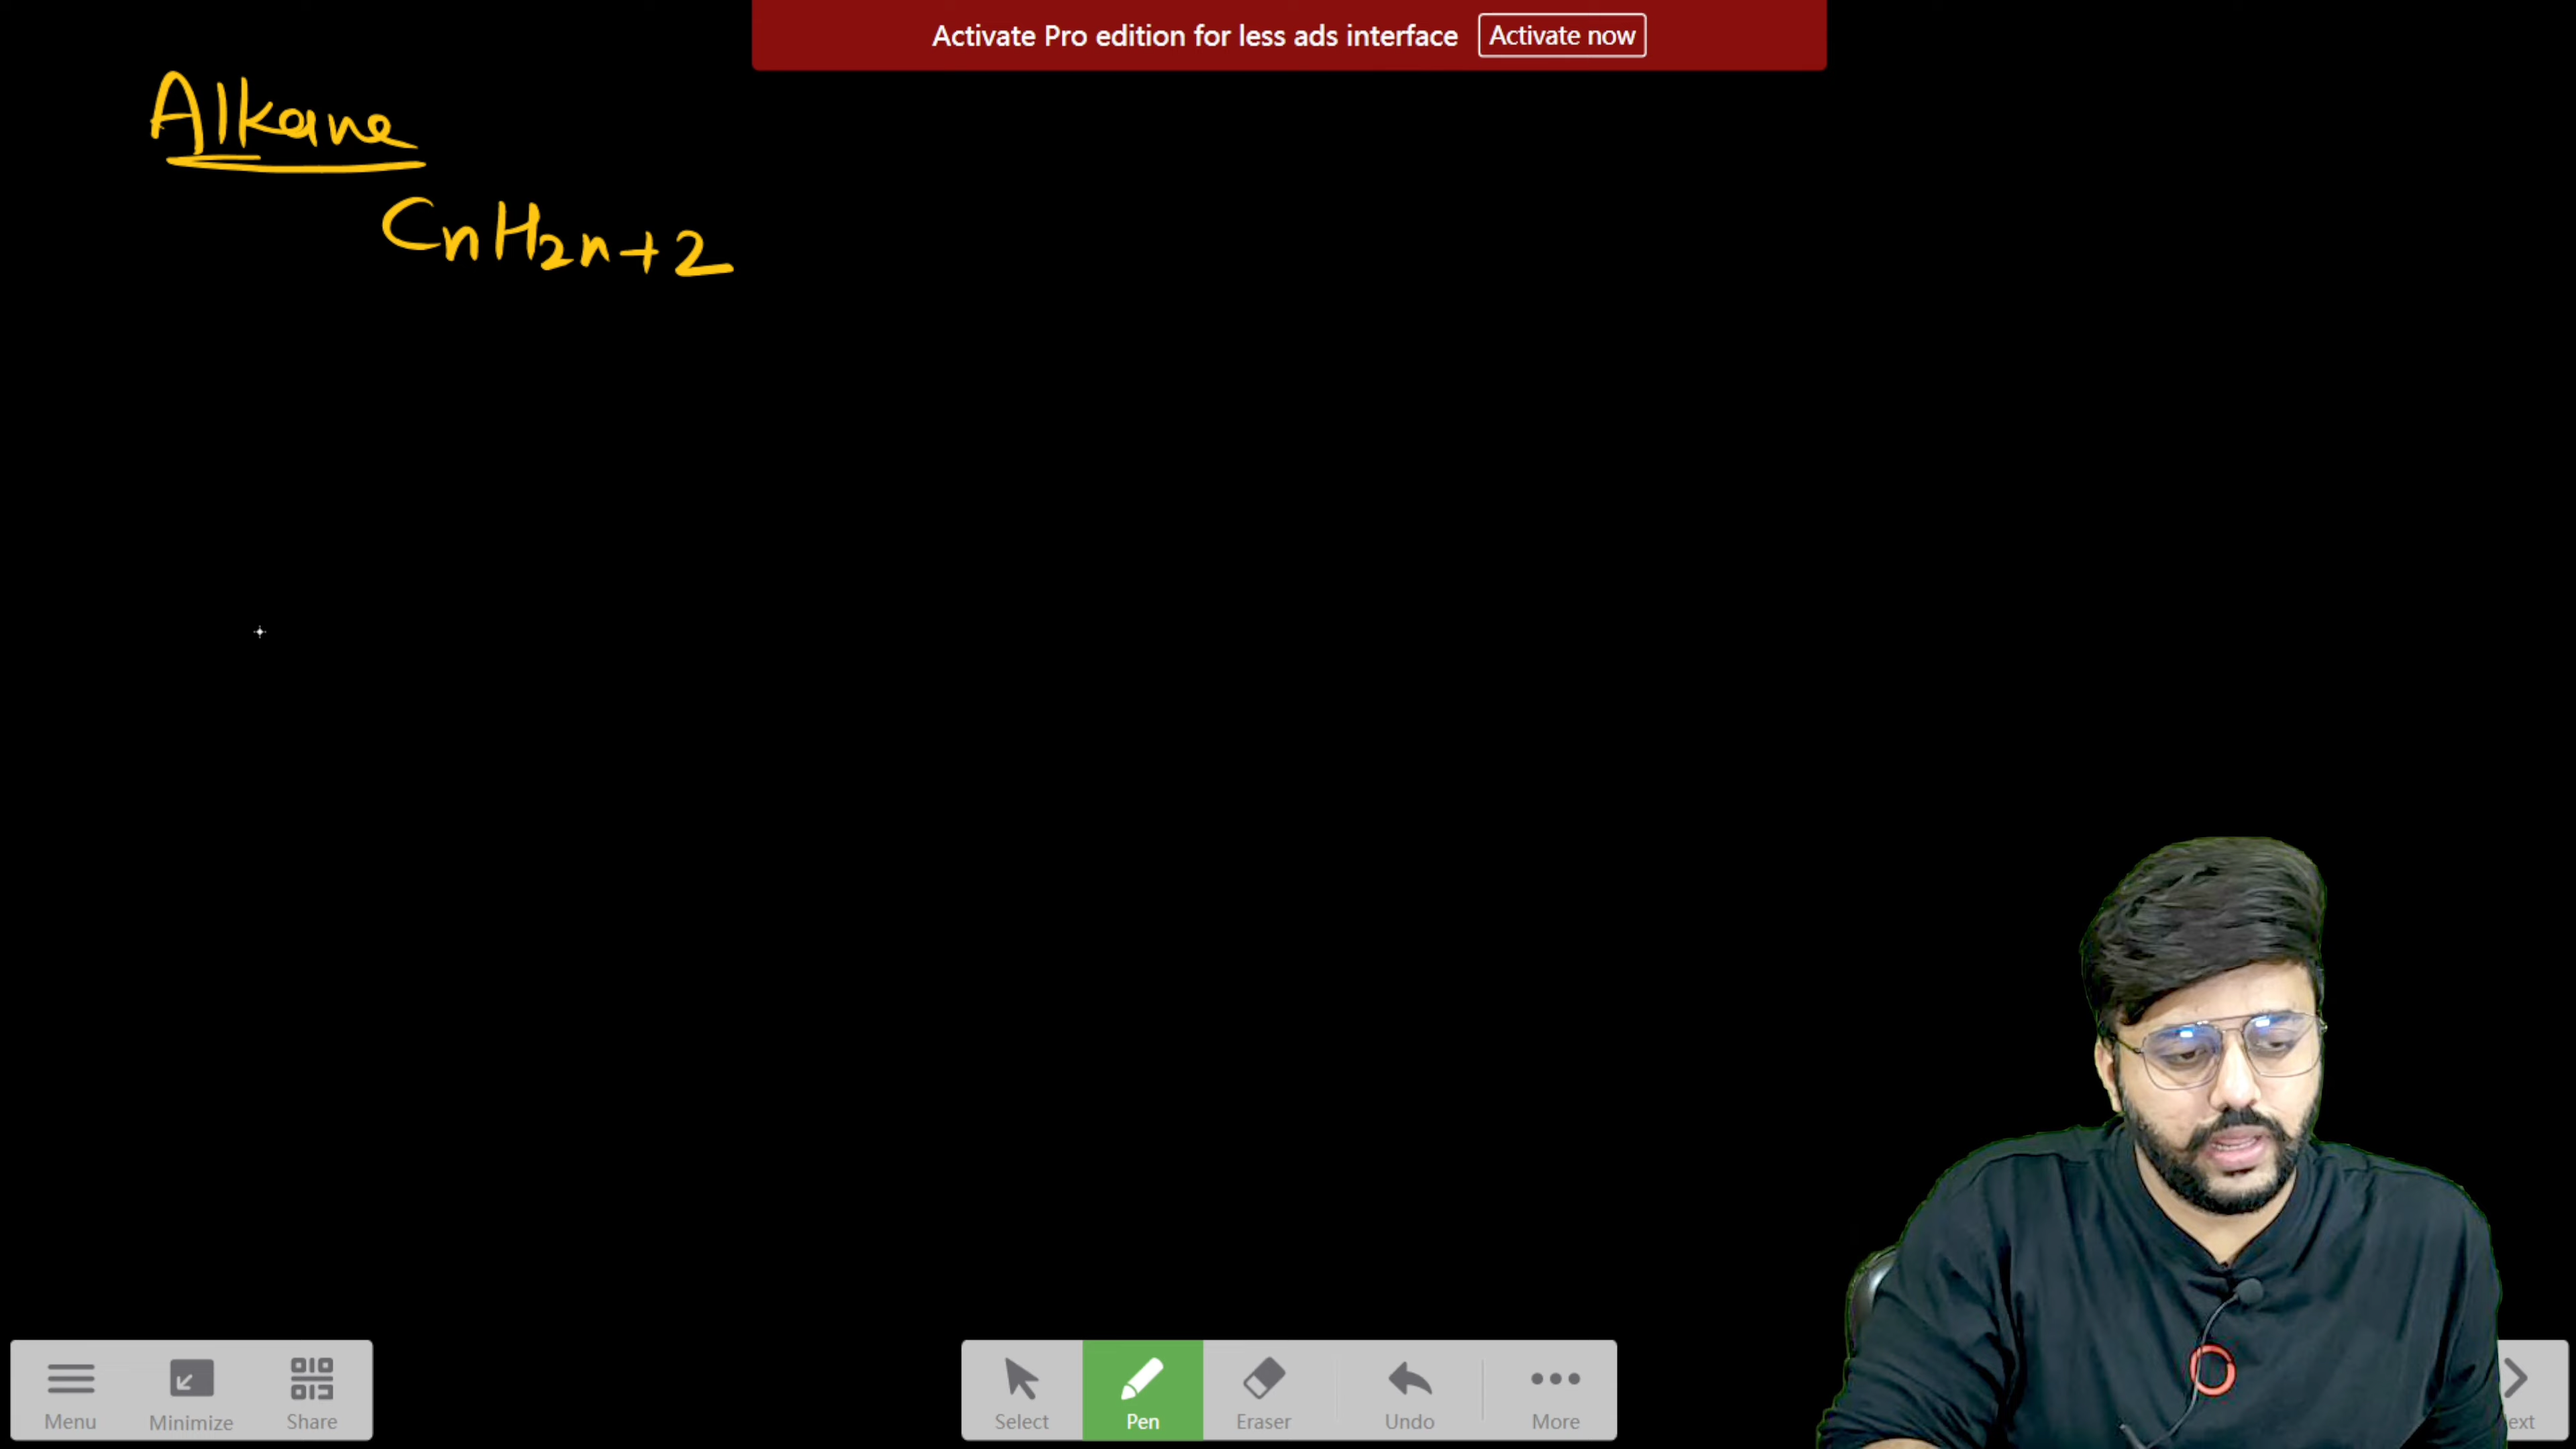 Activate Pro edition for less ads interface Activate now
Alkane
CnH2n+2
Menu Minimize Share Select Pen Eraser Undo More